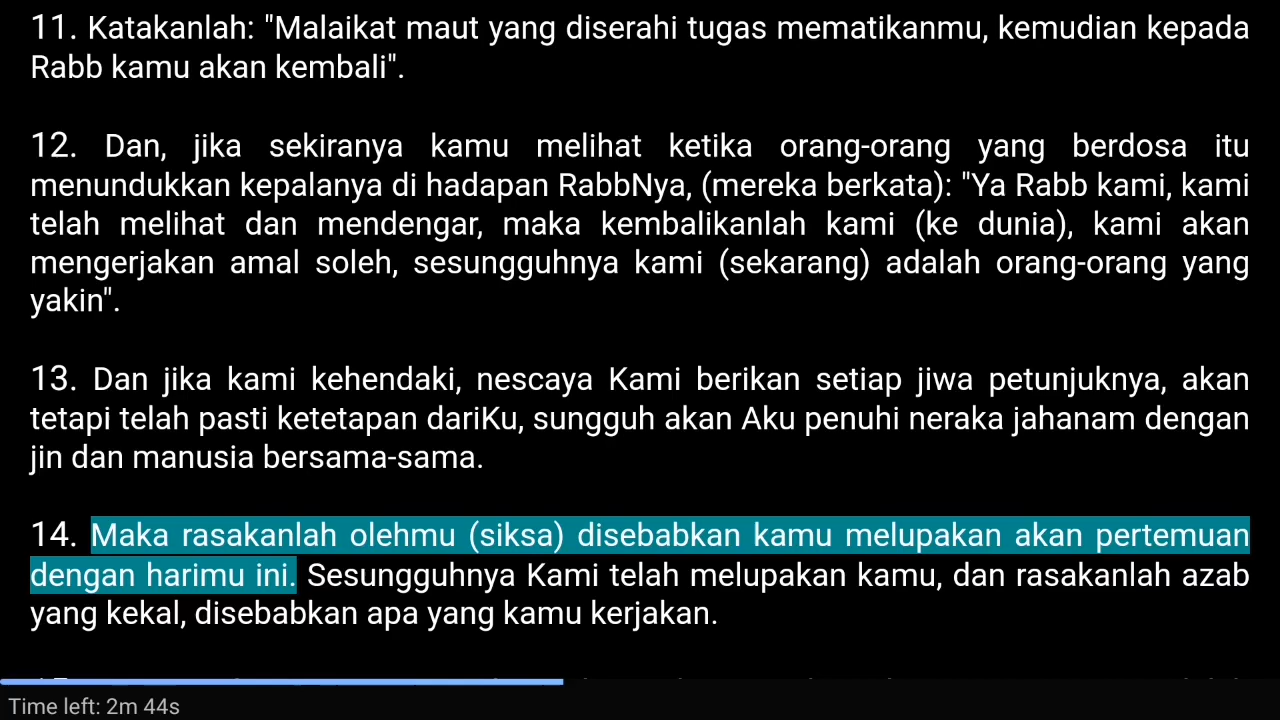 11. Katakanlah: "Malaikat maut yang diserahi tugas mematikanmu, kemudian kepada
Rabb kamu akan kembali".
12. Dan, jika sekiranya kamu melihat ketika orang-orang yang berdosa itu
menundukkan kepalanya di hadapan RabbNya, (mereka berkata): "Ya Rabb kami, kami
telah melihat dan mendengar, maka kembalikanlah kami (ke dunia), kami akan
mengerjakan amal soleh, sesungguhnya kami (sekarang) adalah orang-orang yang
yakin".
13. Dan jika kami kehendaki, nescaya Kami berikan setiap jiwa petunjuknya, akan
tetapi telah pasti ketetapan dariKu, sungguh akan Aku penuhi neraka jahanam dengan
jin dan manusia bersama-sama.
14. Maka rasakanlah olehmu (siksa) disebabkan kamu melupakan akan pertemuan
dengan harimu ini. Sesungguhnya Kami telah melupakan kamu, dan rasakanlah azab
yang kekal, disebabkan apa yang kamu kerjakan.
Time left: 2m 44s